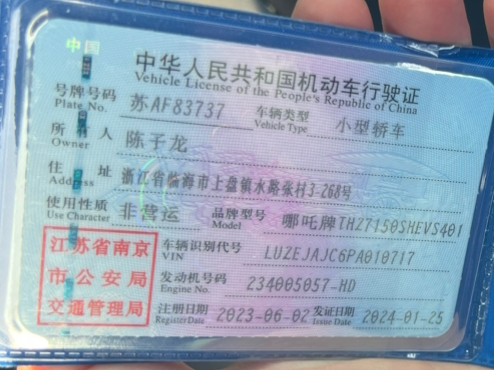 中国
中华人民共和国机动车行驶证
Vehicle License of the People's Republic of China
号牌号码 苏AF83737 车辆类型 小型轿车
Plate No. Vehicle Type
所有人 陈子龙
Owner
住址 浙江省临海市上盘镇水路张村3-268号
Address
使用性质 非营运 品牌型号 哪吒牌THZ7150SHEVS401
Use Character Model
江苏省南京
市公安局
交通管理局
车辆识别代号 LUZEJAJC6PA010717
VIN
发动机号码 234005057-HD
Engine No.
注册日期 2023-06-02 发证日期 2024-01-25
Register Date Issue Date